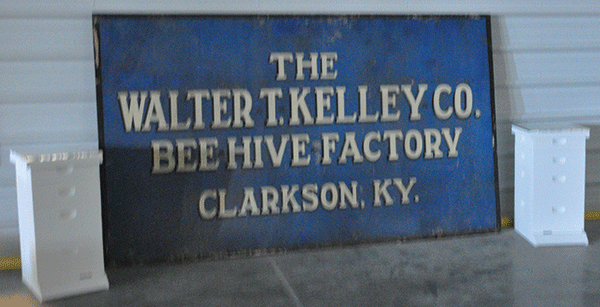 THE
WALTER T. KELLEY CO.
BEE HIVE FACTORY
CLARKSON, KY.